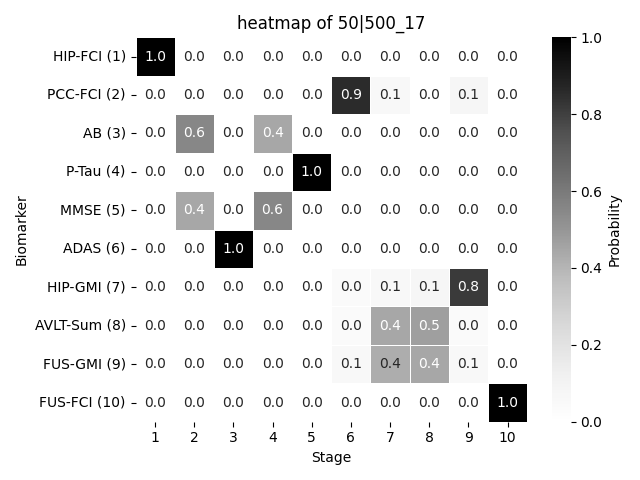 heatmap of 50|500_17
HIP-FCI (1) 1.0 0.0 0.0 0.0 0.0 0.0 0.0 0.0 0.0 0.0
PCC-FCI (2) 0.0 0.0 0.0 0.0 0.0 0.9 0.1 0.0 0.1 0.0
AB (3) 0.0 0.6 0.0 0.4 0.0 0.0 0.0 0.0 0.0 0.0
P-Tau (4) 0.0 0.0 0.0 0.0 1.0 0.0 0.0 0.0 0.0 0.0
MMSE (5) 0.0 0.4 0.0 0.6 0.0 0.0 0.0 0.0 0.0 0.0
ADAS (6) 0.0 0.0 1.0 0.0 0.0 0.0 0.0 0.0 0.0 0.0
HIP-GMI (7) 0.0 0.0 0.0 0.0 0.0 0.0 0.1 0.1 0.8 0.0
AVLT-Sum (8) 0.0 0.0 0.0 0.0 0.0 0.0 0.4 0.5 0.0 0.0
FUS-GMI (9) 0.0 0.0 0.0 0.0 0.0 0.1 0.4 0.4 0.1 0.0
FUS-FCI (10) 0.0 0.0 0.0 0.0 0.0 0.0 0.0 0.0 0.0 1.0
1 2 3 4 5 6 7 8 9 10
Stage
Biomarker
1.0
0.8
0.6
0.4
0.2
0.0
Probability